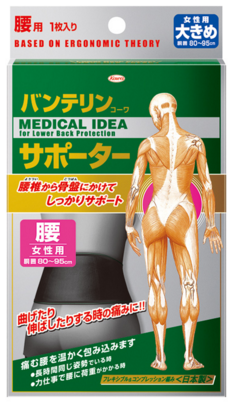 腰用 1枚入り
BASED ON ERGONOMIC THEORY
女性用
大きめ
胴囲 80〜95cm
Kowa
バンテリンコーワ
MEDICAL IDEA
for Lower Back Protection
サポーター
腰椎から骨盤にかけて
しっかりサポート
腰
女性用
胴囲80〜95cm
曲げたり
伸ばしたりする時の痛みに!!
痛む腰を温かく包み込みます
●長時間同じ姿勢でいる時
●力仕事で腰に荷重がかかる時
フレキシブル&コンプレッション編み <日本製>